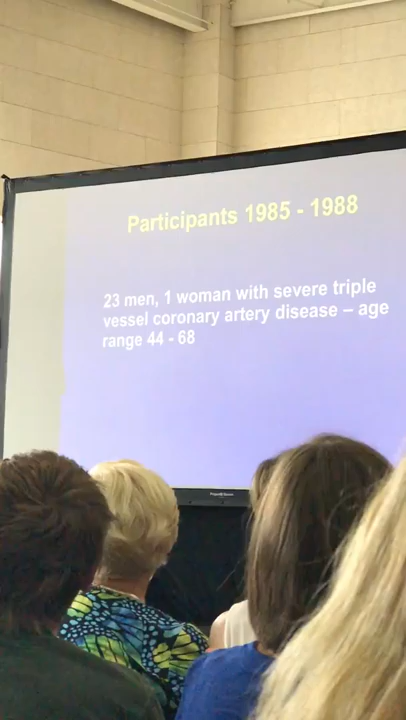 Participants 1985 - 1988
23 men, 1 woman with severe triple
vessel coronary artery disease – age
range 44 - 68